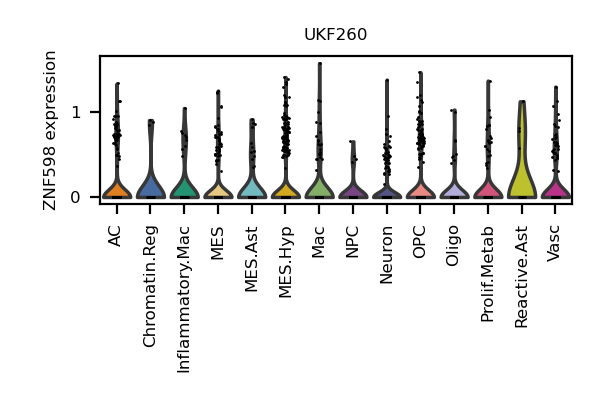 UKF260
ZNF598 expression
1
0
AC
Chromatin.Reg
Inflammatory.Mac
MES
MES.Ast
MES.Hyp
Mac
NPC
Neuron
OPC
Oligo
Prolif.Metab
Reactive.Ast
Vasc